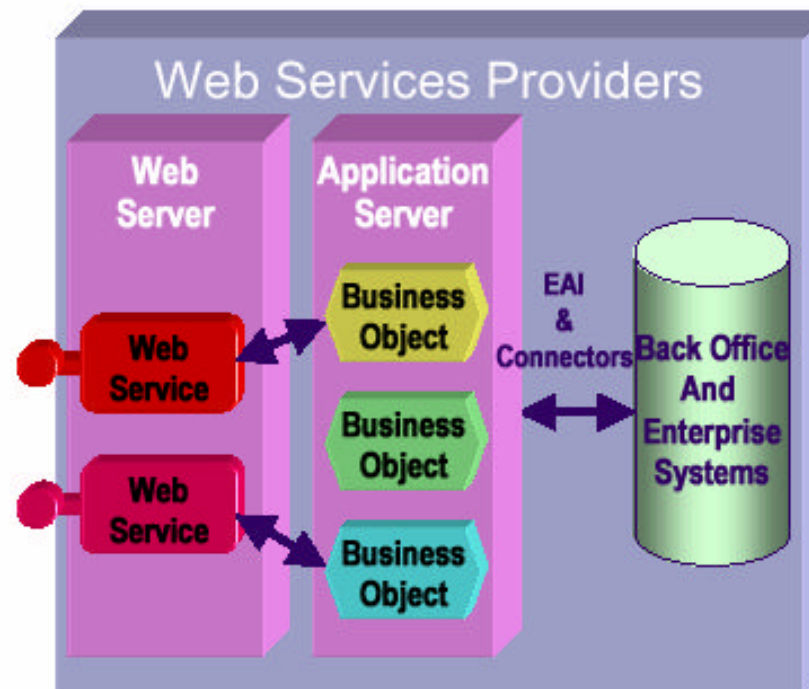 Web Services Providers
Web
Server
Web
Service
Web
Service
Application
Server
Business
Object
Business
Object
Business
Object
EAI
&
Connectors
Back Office
And
Enterprise
Systems